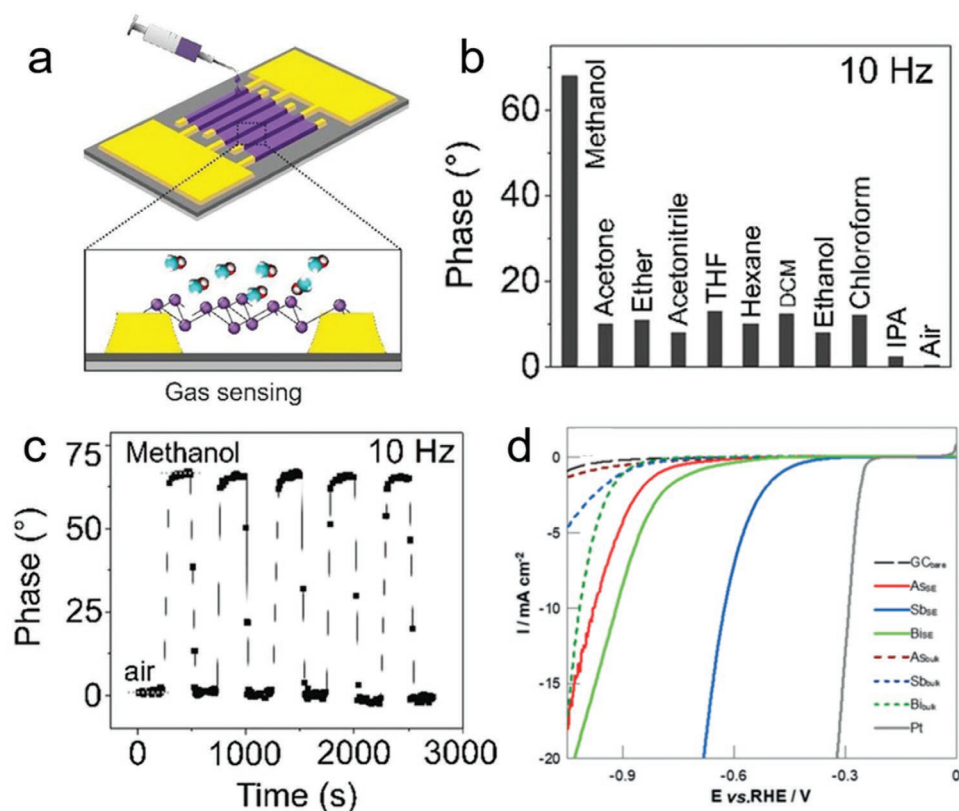 a
Gas sensing
b
10 Hz
Phase (°)
60
40
20
0
Methanol
Acetone
Ether
Acetonitrile
THF
Hexane
DCM
Ethanol
Chloroform
IPA
Air
c
Methanol
10 Hz
air
Phase (°)
75
50
25
0
0 1000 2000 3000
Time (s)
d
I / mA cm-2
0
-5
-10
-15
-20
GCbare
AsSE
SbSE
BiSE
Asbulk
Sbbulk
Bibulk
Pt
-0.9 -0.6 -0.3 0
E vs.RHE / V